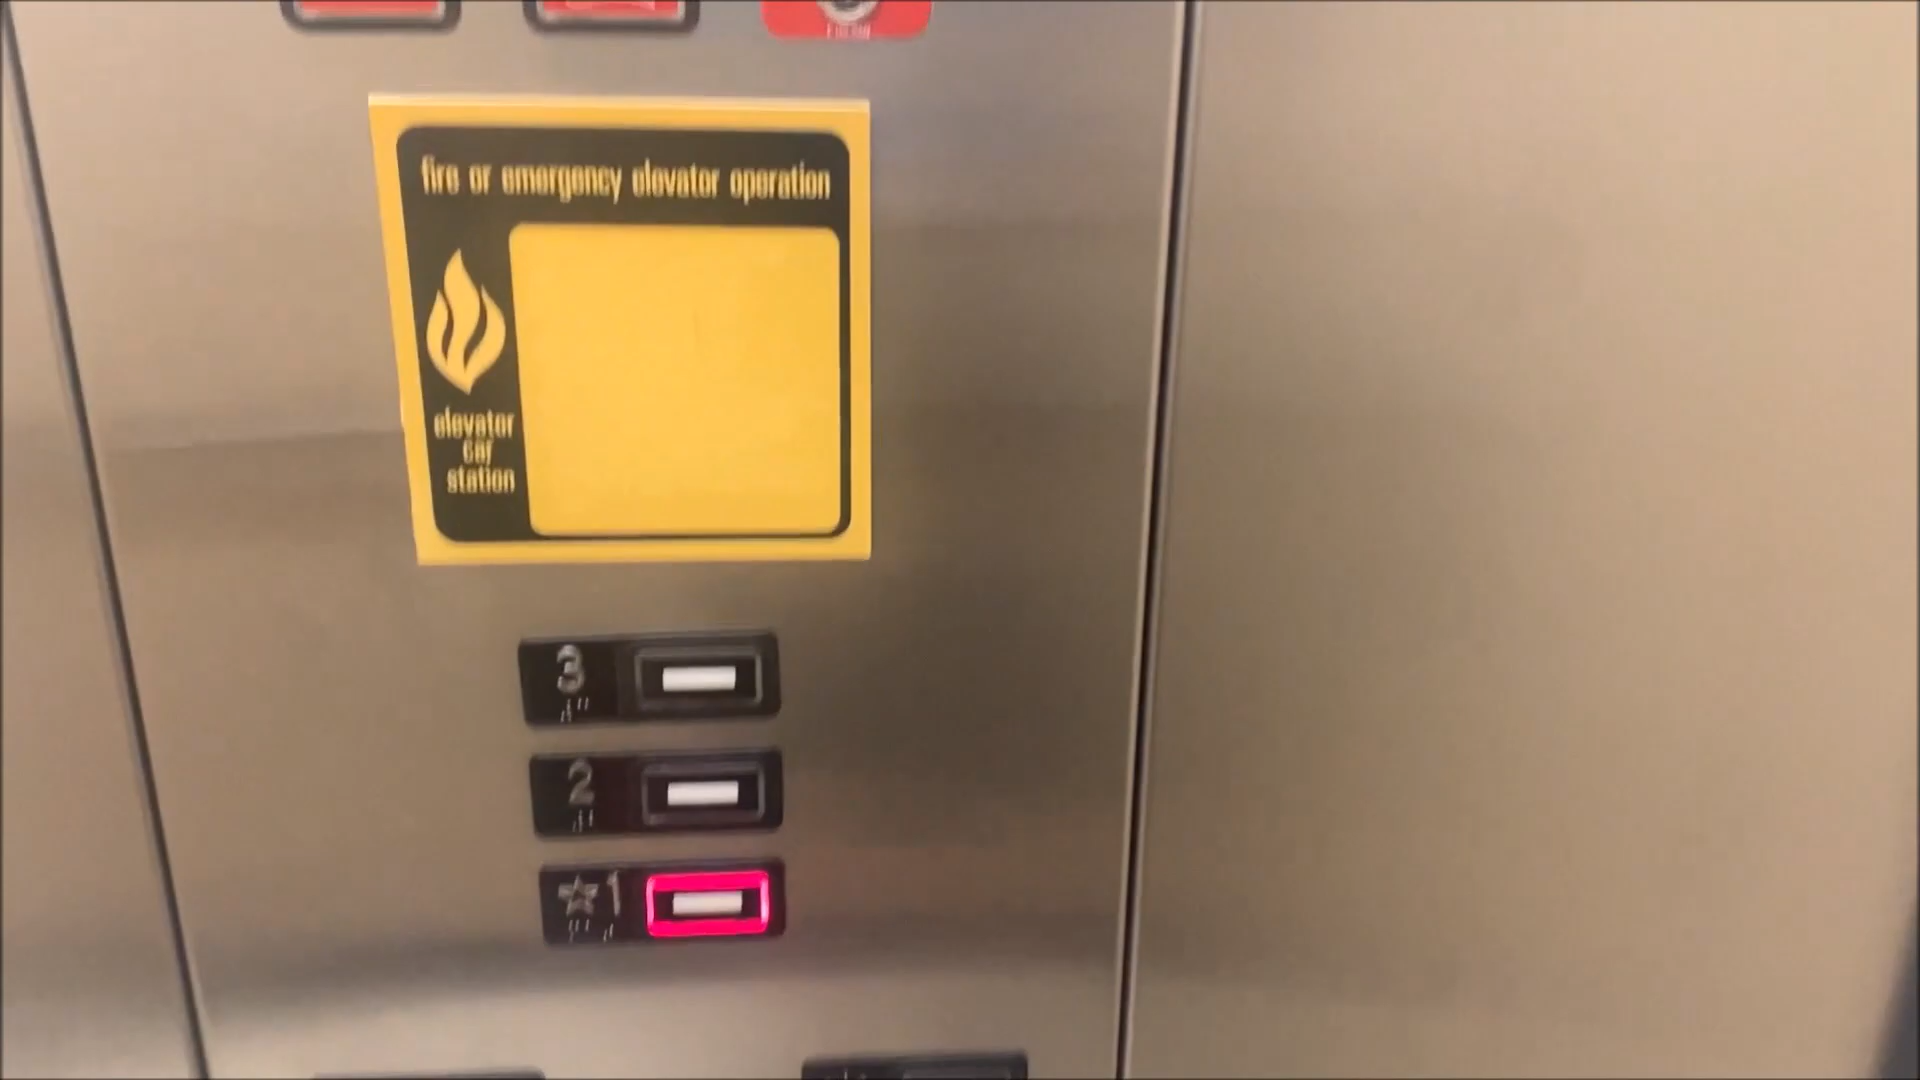 fire or emergency elevator operation
elevator
car
station
3
2
☆1